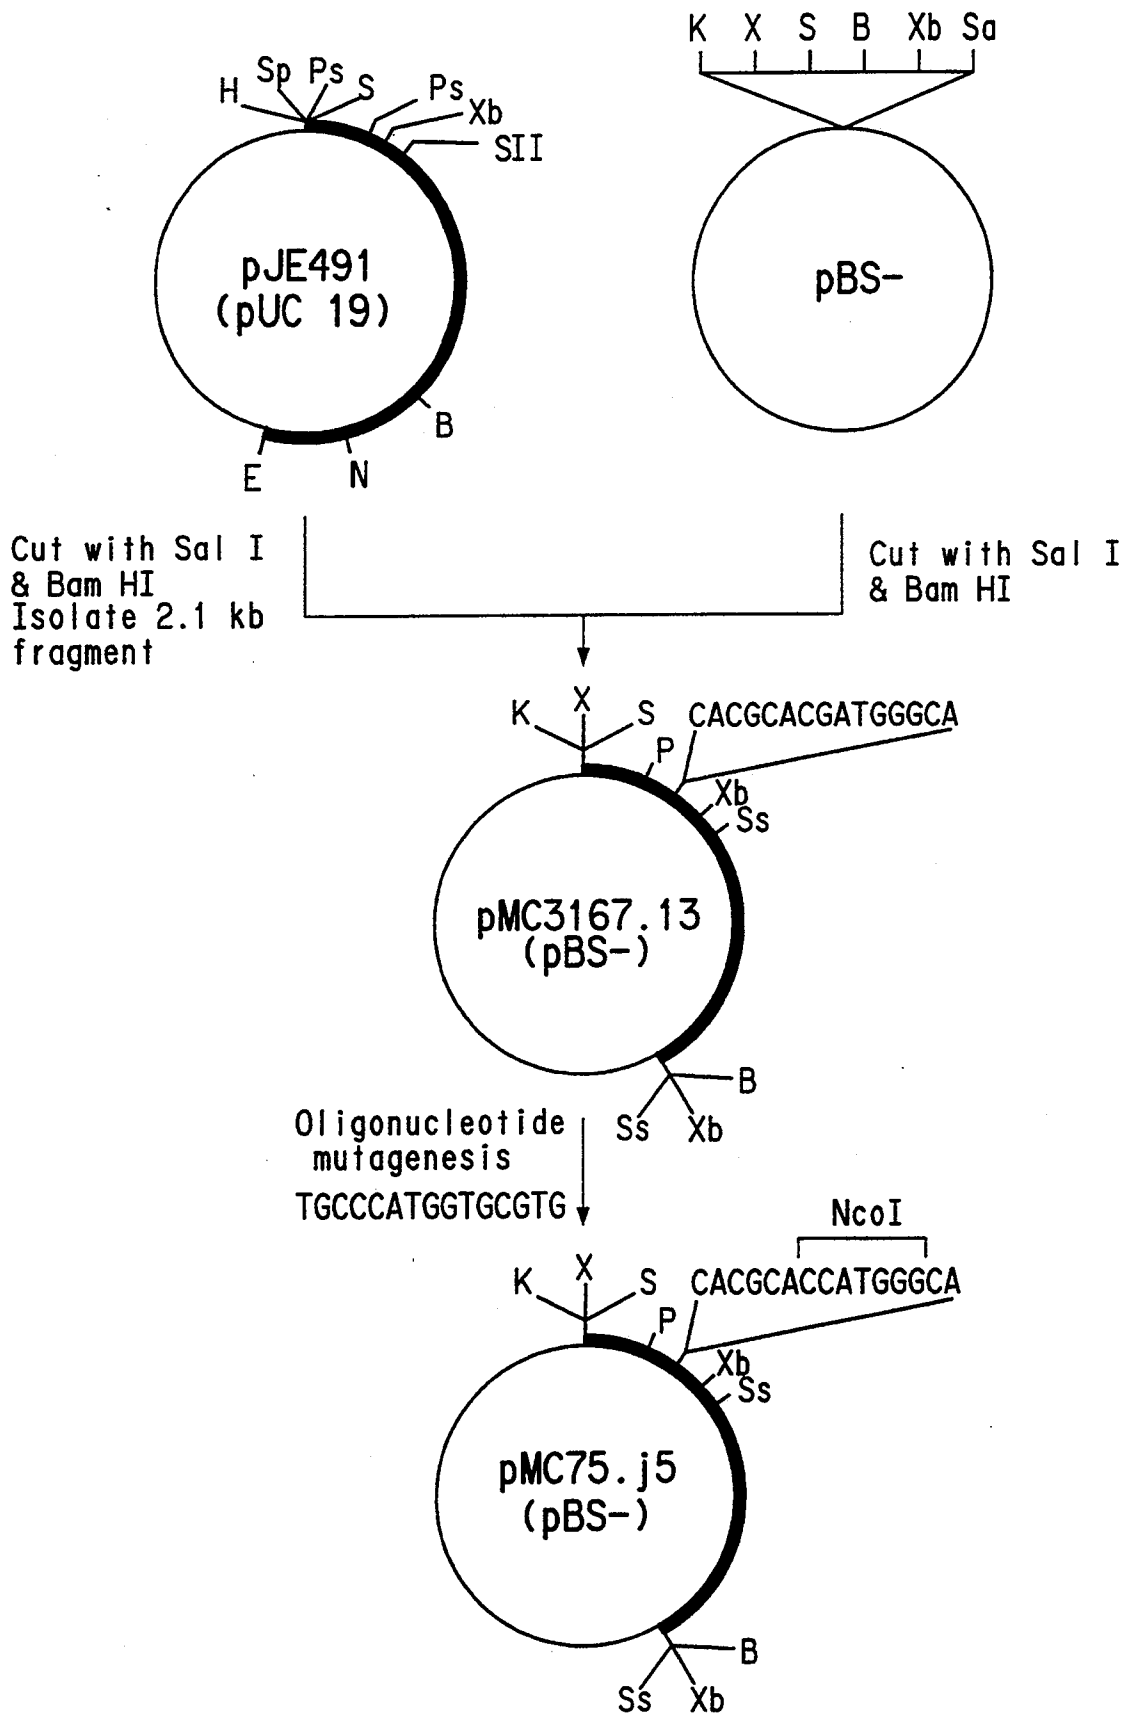 K X S B Xb Sa
H Sp Ps S Ps Xb SII
pJE491
(pUC 19)
B
N
E
pBS-
Cut with Sal I
& Bam HI
Isolate 2.1 kb
fragment
Cut with Sal I
& Bam HI
K X S CACGCACGATGGGCA
P
Xb
Ss
pMC3167.13
(pBS-)
B
Ss Xb
Oligonucleotide
mutagenesis
TGCCCATGGTGCGTG
NcoI
K X S CACGCACCATGGGCA
P
Xb
Ss
pMC75.j5
(pBS-)
B
Ss Xb